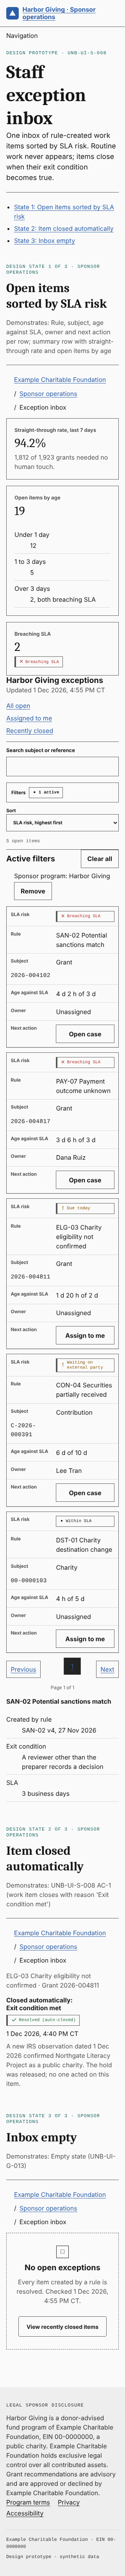 Harbor Giving · Sponsor
operations
Navigation
DESIGN PROTOTYPE · UNB-UI-S-008
Staff
exception
inbox
One inbox of rule-created work
items sorted by SLA risk. Routine
work never appears; items close
when their exit condition
becomes true.
State 1: Open items sorted by SLA
risk
State 2: Item closed automatically
State 3: Inbox empty
DESIGN STATE 1 OF 3 · SPONSOR
OPERATIONS
Open items
sorted by SLA risk
Demonstrates: Rule, subject, age
against SLA, owner and next action
per row; summary row with straight-
through rate and open items by age
Example Charitable Foundation
/ Sponsor operations
/ Exception inbox
Straight-through rate, last 7 days
94.2%
1,812 of 1,923 grants needed no
human touch.
Open items by age
19
Under 1 day
12
1 to 3 days
5
Over 3 days
2, both breaching SLA
Breaching SLA
2
✕ Breaching SLA
Harbor Giving exceptions
Updated 1 Dec 2026, 4:55 PM CT
All open
Assigned to me
Recently closed
Search subject or reference
Filters • 1 active
Sort
SLA risk, highest first
5 open items
Active filters Clear all
Sponsor program: Harbor Giving
Remove
SLA risk ✕ Breaching SLA
Rule SAN-02 Potential
sanctions match
Subject Grant
2026-004102
Age against SLA 4 d 2 h of 3 d
Owner Unassigned
Next action Open case
SLA risk ✕ Breaching SLA
Rule PAY-07 Payment
outcome unknown
Subject Grant
2026-004817
Age against SLA 3 d 6 h of 3 d
Owner Dana Ruiz
Next action Open case
SLA risk ! Due today
Rule ELG-03 Charity
eligibility not
confirmed
Subject Grant
2026-004811
Age against SLA 1 d 20 h of 2 d
Owner Unassigned
Next action Assign to me
SLA risk Waiting on
external party
Rule CON-04 Securities
partially received
Subject Contribution
C-2026-
000391
Age against SLA 6 d of 10 d
Owner Lee Tran
Next action Open case
SLA risk • Within SLA
Rule DST-01 Charity
destination change
Subject Charity
00-0000103
Age against SLA 4 h of 5 d
Owner Unassigned
Next action Assign to me
Previous 1 Next
Page 1 of 1
SAN-02 Potential sanctions match
Created by rule
SAN-02 v4, 27 Nov 2026
Exit condition
A reviewer other than the
preparer records a decision
SLA
3 business days
DESIGN STATE 2 OF 3 · SPONSOR
OPERATIONS
Item closed
automatically
Demonstrates: UNB-UI-S-008 AC-1
(work item closes with reason 'Exit
condition met')
Example Charitable Foundation
/ Sponsor operations
/ Exception inbox
ELG-03 Charity eligibility not
confirmed · Grant 2026-004811
Closed automatically:
Exit condition met
✓ Resolved (auto-closed)
1 Dec 2026, 4:40 PM CT
A new IRS observation dated 1 Dec
2026 confirmed Northgate Literacy
Project as a public charity. The hold
was released; no one acted on this
item.
DESIGN STATE 3 OF 3 · SPONSOR
OPERATIONS
Inbox empty
Demonstrates: Empty state (UNB-UI-
G-013)
Example Charitable Foundation
/ Sponsor operations
/ Exception inbox
No open exceptions
Every item created by a rule is
resolved. Checked 1 Dec 2026,
4:55 PM CT.
View recently closed items
LEGAL SPONSOR DISCLOSURE
Harbor Giving is a donor-advised
fund program of Example Charitable
Foundation, EIN 00-0000000, a
public charity. Example Charitable
Foundation holds exclusive legal
control over all contributed assets.
Grant recommendations are advisory
and are approved or declined by
Example Charitable Foundation.
Program terms Privacy
Accessibility
Example Charitable Foundation · EIN 00-
0000000
Design prototype · synthetic data